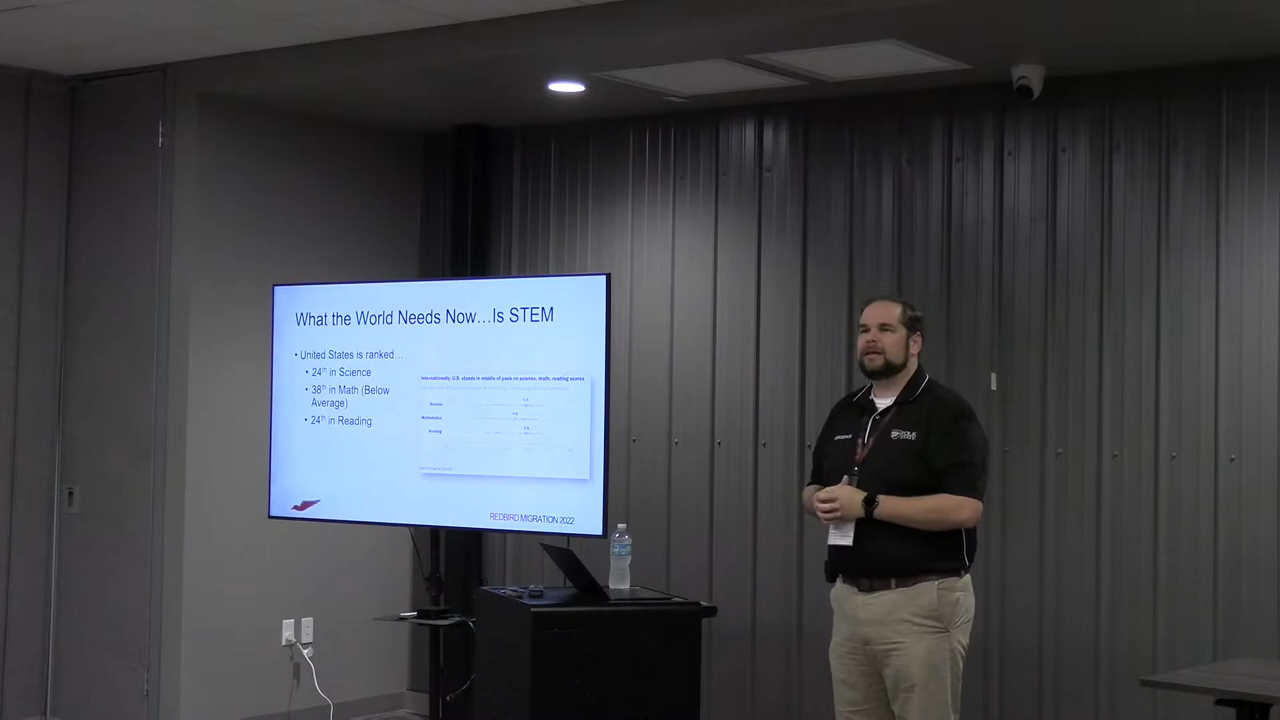 What the World Needs Now…Is STEM
• United States is ranked…
• 24th in Science
• 38th in Math (Below
Average)
• 24th in Reading
Internationally, U.S. stands in middle of pack on science, math, reading scores
Science
Mathematics
Reading
REDBIRD MIGRATION 2022
POLK
STATE